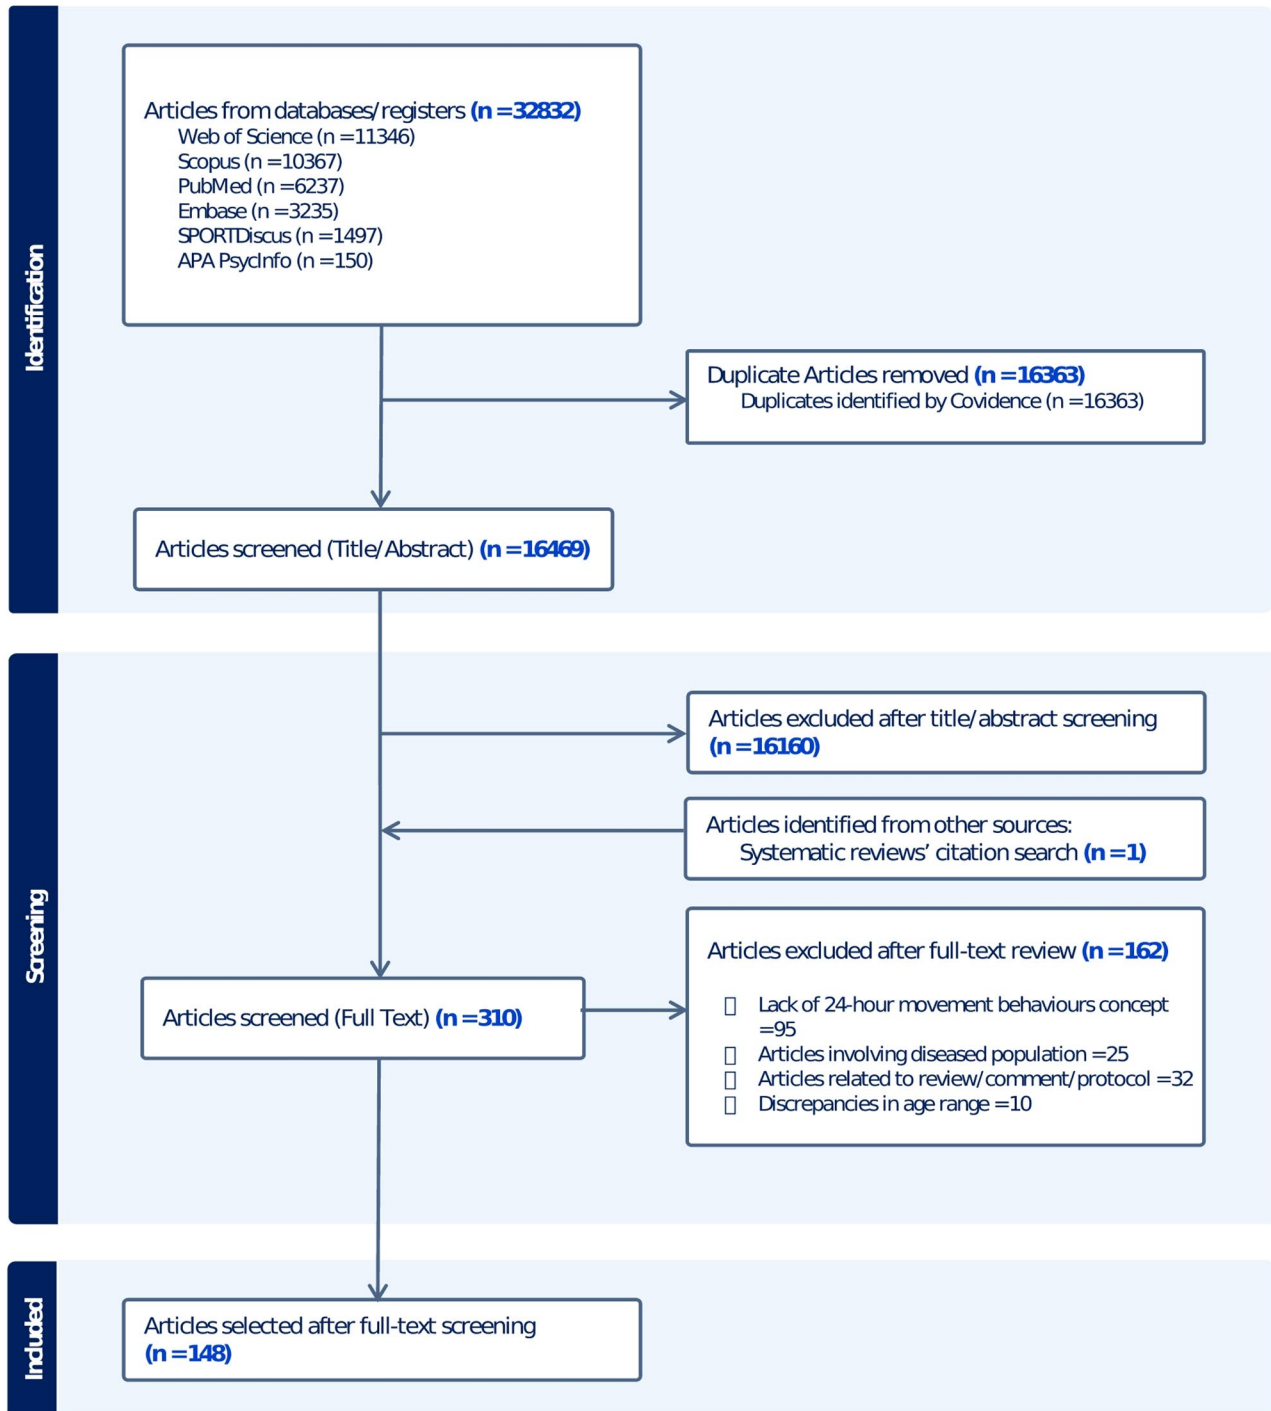 Identification
Articles from databases/registers (n = 32832)
Web of Science (n = 11346)
Scopus (n = 10367)
PubMed (n = 6237)
Embase (n = 3235)
SPORTDiscus (n = 1497)
APA PsycInfo (n = 150)
Duplicate Articles removed (n = 16363)
Duplicates identified by Covidence (n = 16363)
Articles screened (Title/Abstract) (n = 16469)
Screening
Articles excluded after title/abstract screening
(n = 16160)
Articles identified from other sources:
Systematic reviews’ citation search (n = 1)
Articles screened (Full Text) (n = 310)
Articles excluded after full-text review (n = 162)
Lack of 24-hour movement behaviours concept
=95
Articles involving diseased population =25
Articles related to review/comment/protocol =32
Discrepancies in age range =10
Included
Articles selected after full-text screening
(n = 148)